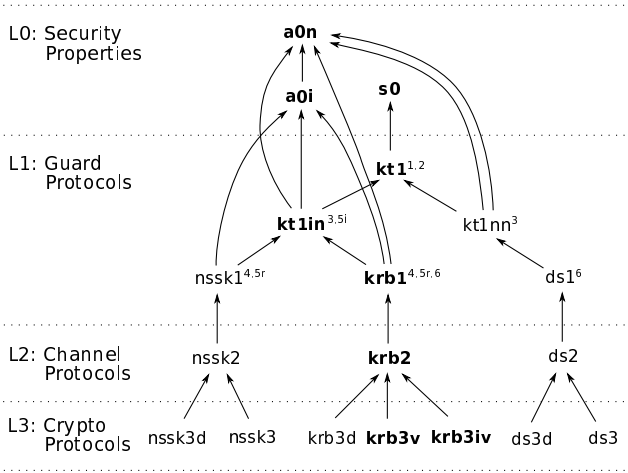 L0: Security
Properties
a0n
s0
a0i
L1: Guard
Protocols
kt1 1,2
kt1in 3,5i
kt1nn 3
nssk1 4,5r
krb1 4,5r,6
ds1 6
L2: Channel
Protocols
nssk2
krb2
ds2
L3: Crypto
Protocols
nssk3d
nssk3
krb3d
krb3v
krb3iv
ds3d
ds3